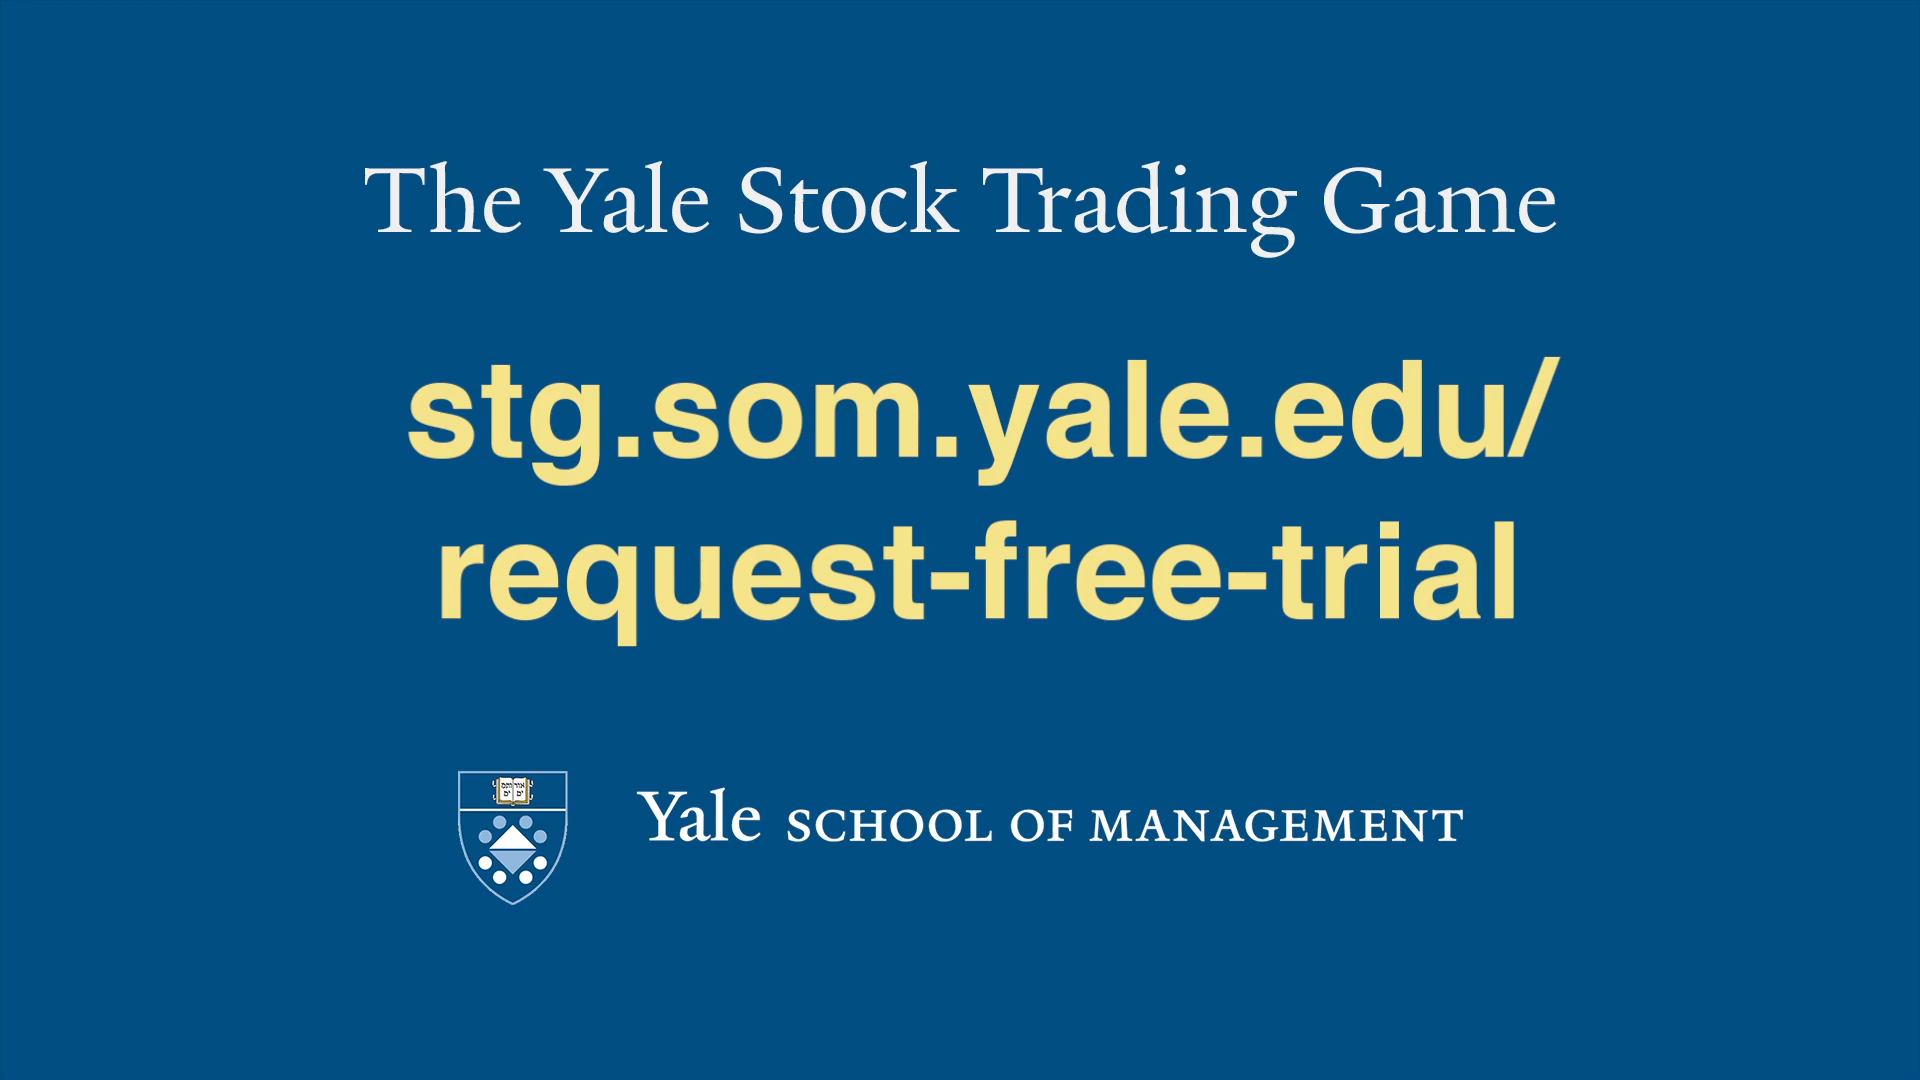 The Yale Stock Trading Game
stg.som.yale.edu/
request-free-trial
Yale SCHOOL OF MANAGEMENT